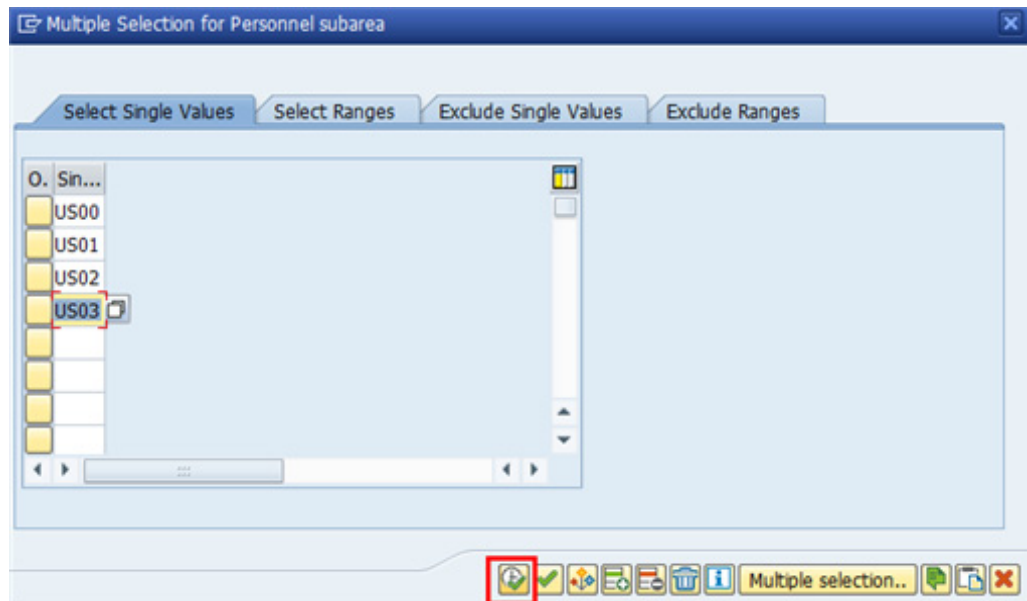 Multiple Selection for Personnel subarea
Select Single Values Select Ranges Exclude Single Values Exclude Ranges
O. Sin...
US00
US01
US02
US03
Multiple selection..